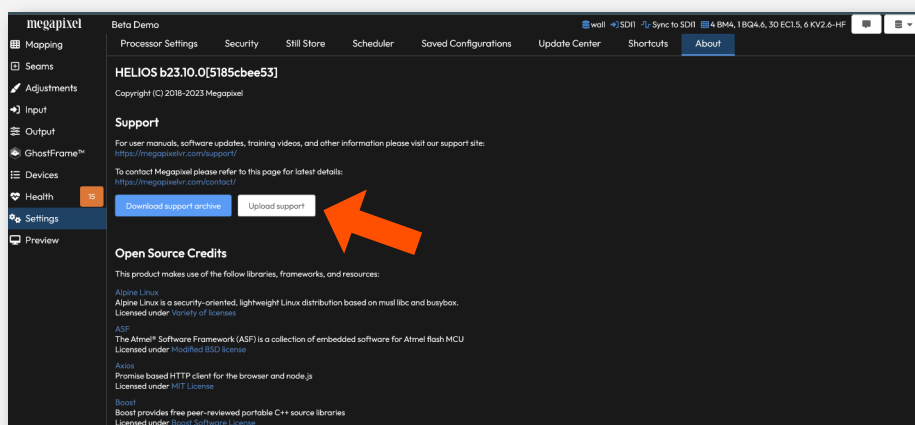 megapixel
Beta Demo
wall SDI1 Sync to SDI1 4 BM4, 1 BQ4.6, 30 EC1.5, 6 KV2.6-HF
Mapping
Seams
Adjustments
Input
Output
GhostFrame™
Devices
Health 15
Settings
Preview
Processor Settings Security Still Store Scheduler Saved Configurations Update Center Shortcuts About
HELIOS b23.10.0[5185cbee53]
Copyright (C) 2018-2023 Megapixel
Support
For user manuals, software updates, training videos, and other information please visit our support site:
https://megapixelvr.com/support/
To contact Megapixel please refer to this page for latest details:
https://megapixelvr.com/contact/
Download support archive Upload support
Open Source Credits
This product makes use of the follow libraries, frameworks, and resources:
Alpine Linux
Alpine Linux is a security-oriented, lightweight Linux distribution based on musl libc and busybox.
Licensed under Variety of licenses
ASF
The Atmel® Software Framework (ASF) is a collection of embedded software for Atmel flash MCU
Licensed under Modified BSD license
Axios
Promise based HTTP client for the browser and node.js
Licensed under MIT License
Boost
Boost provides free peer-reviewed portable C++ source libraries
Licensed under Boost Software License